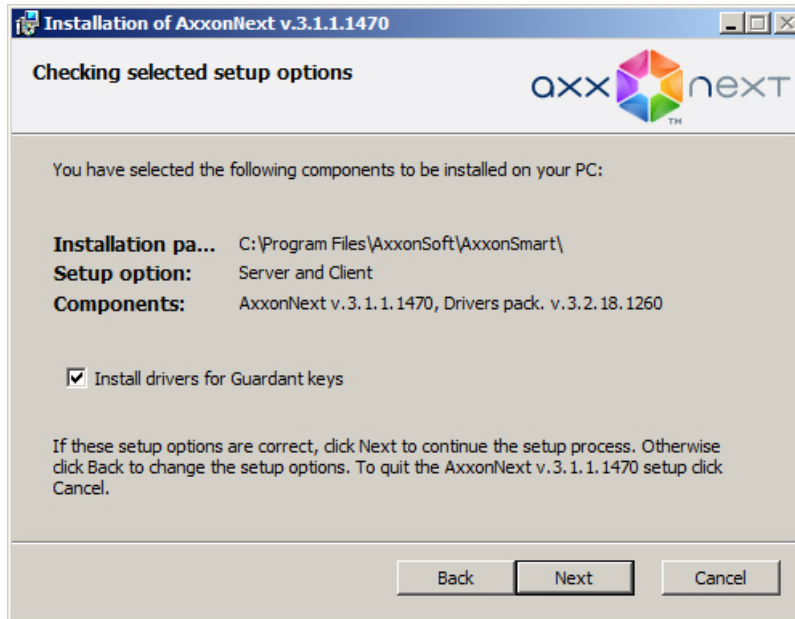 Installation of AxxonNext v.3.1.1.1470
Checking selected setup options
axx next
TM
You have selected the following components to be installed on your PC:
Installation pa... C:\Program Files\AxxonSoft\AxxonSmart\
Setup option: Server and Client
Components: AxxonNext v.3.1.1.1470, Drivers pack. v.3.2.18.1260
Install drivers for Guardant keys
If these setup options are correct, click Next to continue the setup process. Otherwise
click Back to change the setup options. To quit the AxxonNext v.3.1.1.1470 setup click
Cancel.
Back Next Cancel